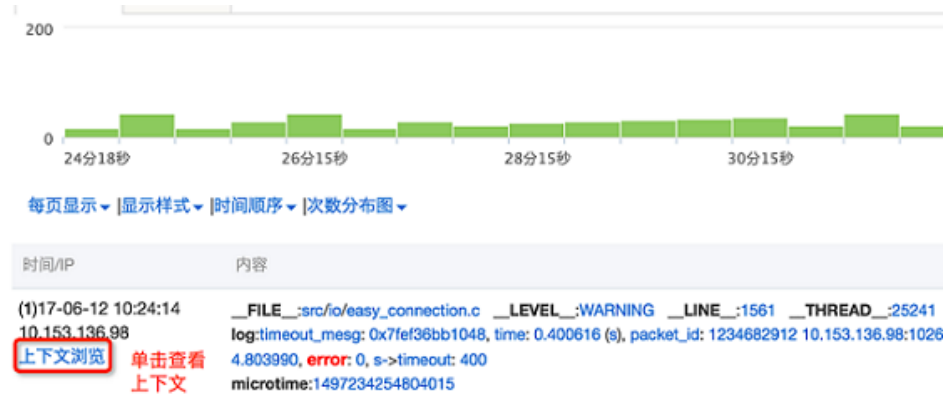 200
0
24分18秒 26分15秒 28分15秒 30分15秒
每页显示 |显示样式 |时间顺序 |次数分布图
时间/IP 内容
(1)17-06-12 10:24:14 __FILE__:src/io/easy_connection.c __LEVEL__:WARNING __LINE__:1561 __THREAD__:25241
10.153.136.98 log:timeout_mesg: 0x7fef36bb1048, time: 0.400616 (s), packet_id: 1234682912 10.153.136.98:1026
上下文浏览 单击查看 4.803990, error: 0, s->timeout: 400
上下文 microtime:1497234254804015